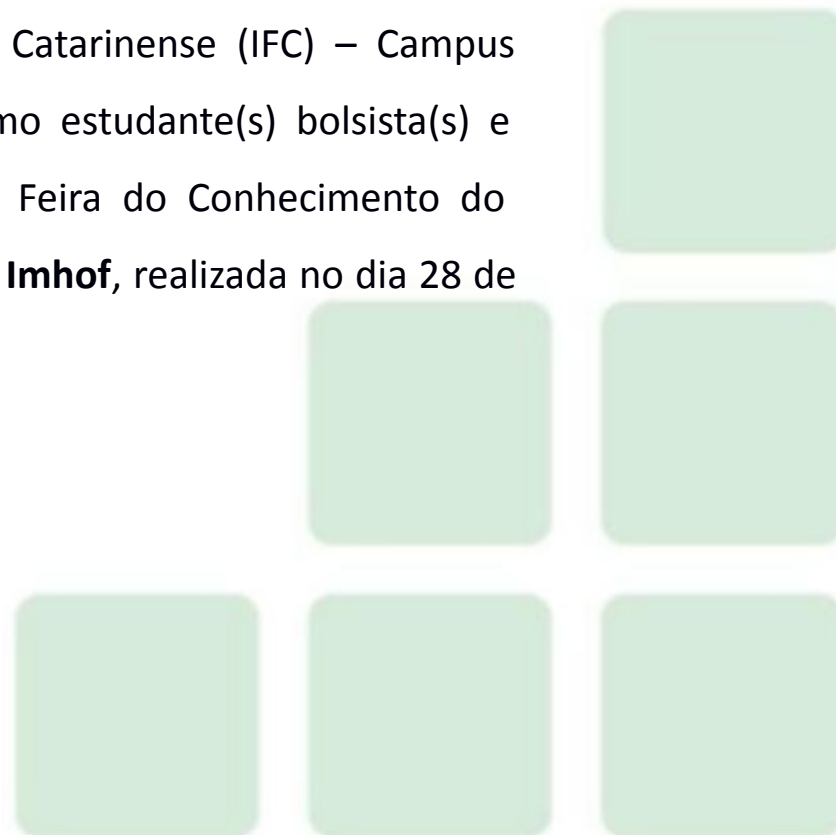 Catarinense (IFC) – Campus
mo estudante(s) bolsista(s) e
Feira do Conhecimento do
Imhof, realizada no dia 28 de